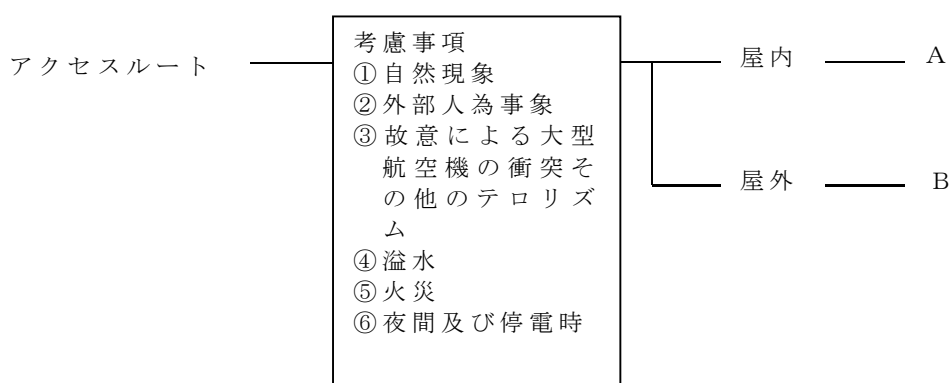 アクセスルート
考慮事項
①自然現象
②外部人為事象
③故意による大型
航空機の衝突そ
の他のテロリズ
ム
④溢水
⑤火災
⑥夜間及び停電時
屋内
A
屋外
B